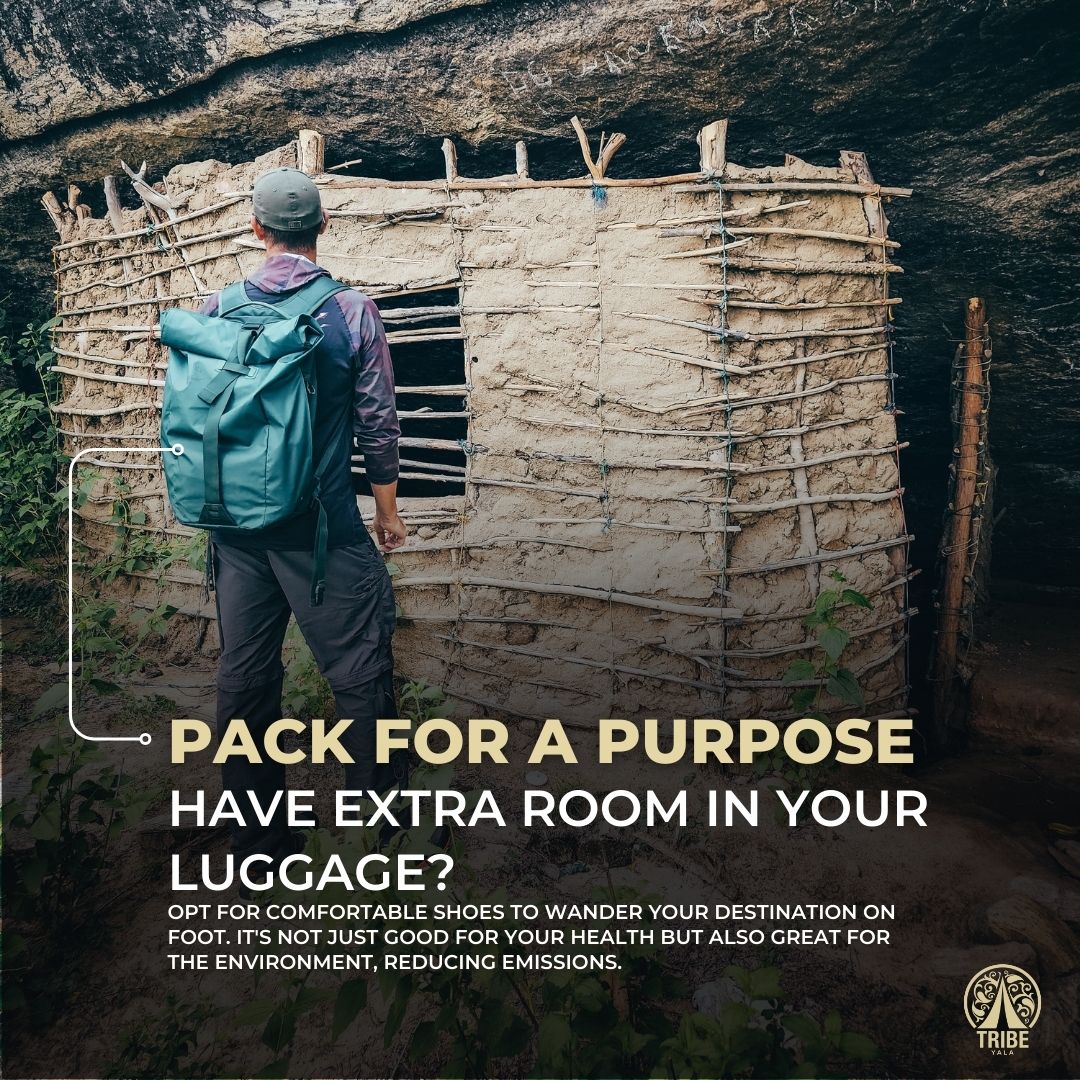 PACK FOR A PURPOSE
HAVE EXTRA ROOM IN YOUR
LUGGAGE?
OPT FOR COMFORTABLE SHOES TO WANDER YOUR DESTINATION ON
FOOT. IT'S NOT JUST GOOD FOR YOUR HEALTH BUT ALSO GREAT FOR
THE ENVIRONMENT, REDUCING EMISSIONS.
TRIBE
YALA